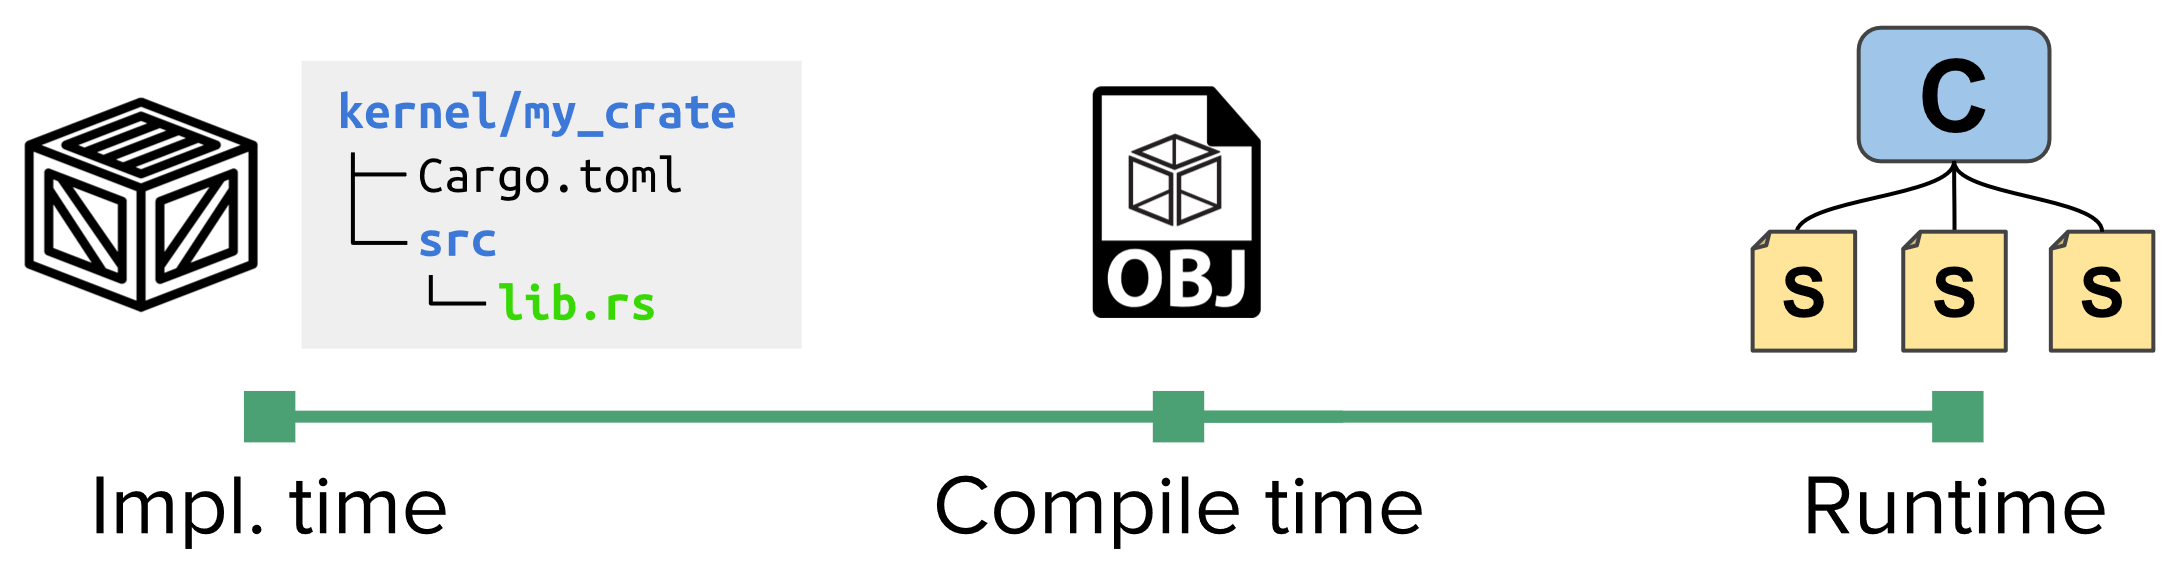 kernel/my_crate
Cargo.toml
src
lib.rs
OBJ
C
S S S
Impl. time
Compile time
Runtime